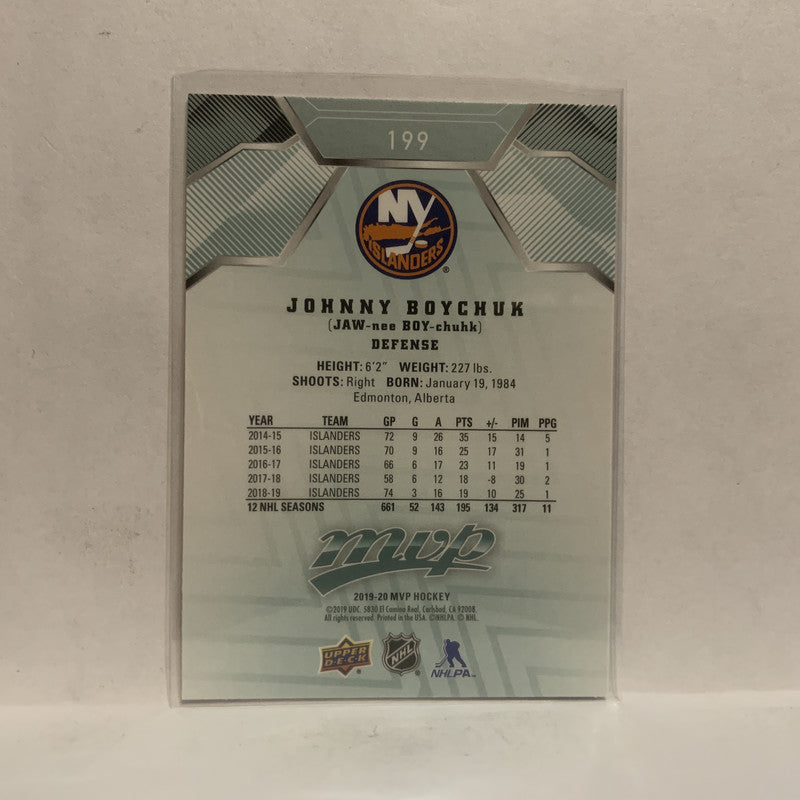 199
NY
ISLANDERS
®
JOHNNY BOYCHUK
(JAW-nee BOY-chuhk)
DEFENSE
HEIGHT: 6'2" WEIGHT: 227 lbs.
SHOOTS: Right BORN: January 19, 1984
Edmonton, Alberta
YEAR TEAM GP G A PTS +/- PIM PPG
2014-15 ISLANDERS 72 9 26 35 15 14 5
2015-16 ISLANDERS 70 9 16 25 17 31 1
2016-17 ISLANDERS 66 6 17 23 11 19 1
2017-18 ISLANDERS 58 6 12 18 -8 30 2
2018-19 ISLANDERS 74 3 16 19 10 25 1
12 NHL SEASONS 661 52 143 195 134 317 11
mvp
2019-20 MVP HOCKEY
©2019 UDC. 5830 El Camino Real, Carlsbad, CA 92008.
All rights reserved. Printed in the USA. ©NHLPA. © NHL.
UPPER DECK ® NHL ® NHLPA™